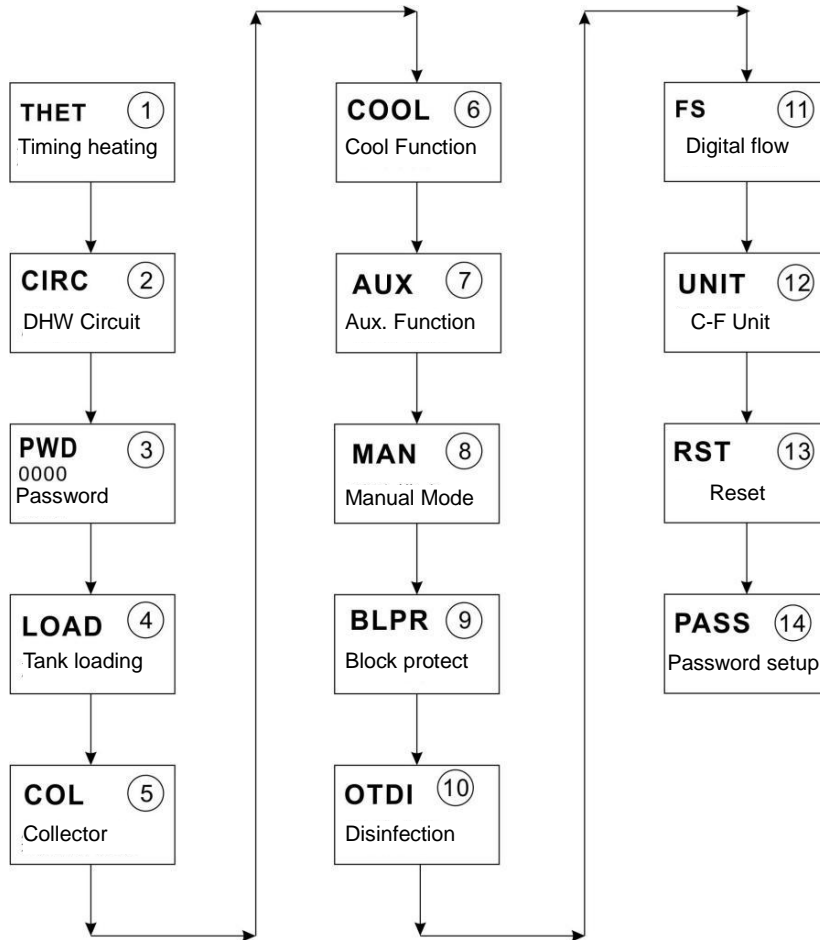 THET 1
Timing heating
CIRC 2
DHW Circuit
PWD 3
0000
Password
LOAD 4
Tank loading
COL 5
Collector
COOL 6
Cool Function
AUX 7
Aux. Function
MAN 8
Manual Mode
BLPR 9
Block protect
OTDI 10
Disinfection
FS 11
Digital flow
UNIT 12
C-F Unit
RST 13
Reset
PASS 14
Password setup